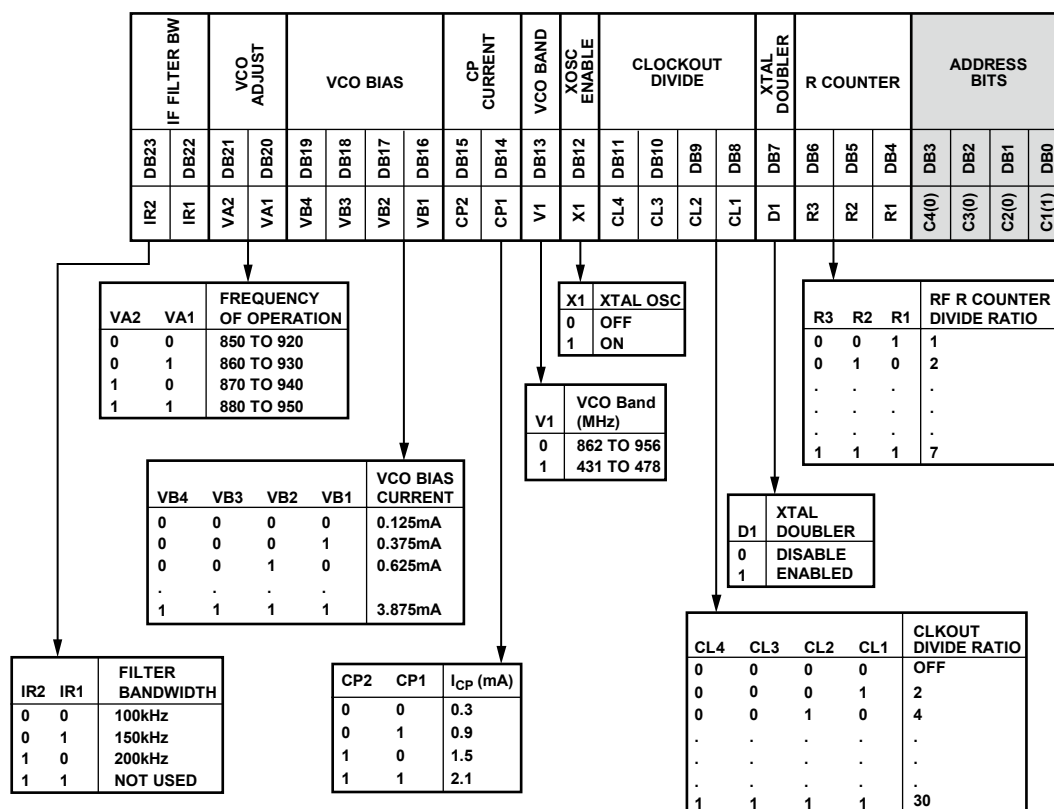 IF FILTER BW
VCO ADJUST
VCO BIAS
CP CURRENT
VCO BAND
XOSC ENABLE
CLOCKOUT DIVIDE
XTAL DOUBLER
R COUNTER
ADDRESS BITS
DB23 DB22 DB21 DB20 DB19 DB18 DB17 DB16 DB15 DB14 DB13 DB12 DB11 DB10 DB9 DB8 DB7 DB6 DB5 DB4 DB3 DB2 DB1 DB0
IR2 IR1 VA2 VA1 VB4 VB3 VB2 VB1 CP2 CP1 V1 X1 CL4 CL3 CL2 CL1 D1 R3 R2 R1 C4(0) C3(0) C2(0) C1(1)
VA2 VA1 FREQUENCY OF OPERATION
0 0 850 TO 920
0 1 860 TO 930
1 0 870 TO 940
1 1 880 TO 950
X1 XTAL OSC
0 OFF
1 ON
R3 R2 R1 RF R COUNTER DIVIDE RATIO
0 0 1 1
0 1 0 2
. . . .
. . . .
. . . .
1 1 1 7
V1 VCO Band (MHz)
0 862 TO 956
1 431 TO 478
VB4 VB3 VB2 VB1 VCO BIAS CURRENT
0 0 0 0 0.125mA
0 0 0 1 0.375mA
0 0 1 0 0.625mA
. . . .
1 1 1 1 3.875mA
D1 XTAL DOUBLER
0 DISABLE
1 ENABLED
IR2 IR1 FILTER BANDWIDTH
0 0 100kHz
0 1 150kHz
1 0 200kHz
1 1 NOT USED
CP2 CP1 ICP (mA)
0 0 0.3
0 1 0.9
1 0 1.5
1 1 2.1
CL4 CL3 CL2 CL1 CLKOUT DIVIDE RATIO
0 0 0 0 OFF
0 0 0 1 2
0 0 1 0 4
. . . . .
. . . . .
. . . . .
1 1 1 1 30